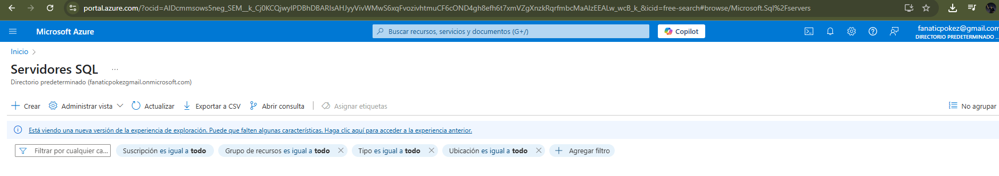 portal.azure.com/?ocid=AIDcmmsows5neg_SEM__k_Cj0KCQjwyIPDBhDBARIsAHJyyVivWMwS6xqFvozivhtmuCF6cOND4gh8efh6t7xmVZgXnzkRqrfmbcMaAlzEEALw_wcB_k_&icid=free-search#browse/Microsoft.Sql%2Fservers
Microsoft Azure
Buscar recursos, servicios y documentos (G+/)
Copilot
fanaticpokez@gmail.com
DIRECTORIO PREDETERMINADO ...
Inicio >
Servidores SQL ...
Directorio predeterminado (fanaticpokezgmail.onmicrosoft.com)
Crear Administrar vista Actualizar Exportar a CSV Abrir consulta Asignar etiquetas No agrupar
Está viendo una nueva versión de la experiencia de exploración. Puede que falten algunas características. Haga clic aquí para acceder a la experiencia anterior.
Filtrar por cualquier ca... Suscripción es igual a todo Grupo de recursos es igual a todo Tipo es igual a todo Ubicación es igual a todo Agregar filtro